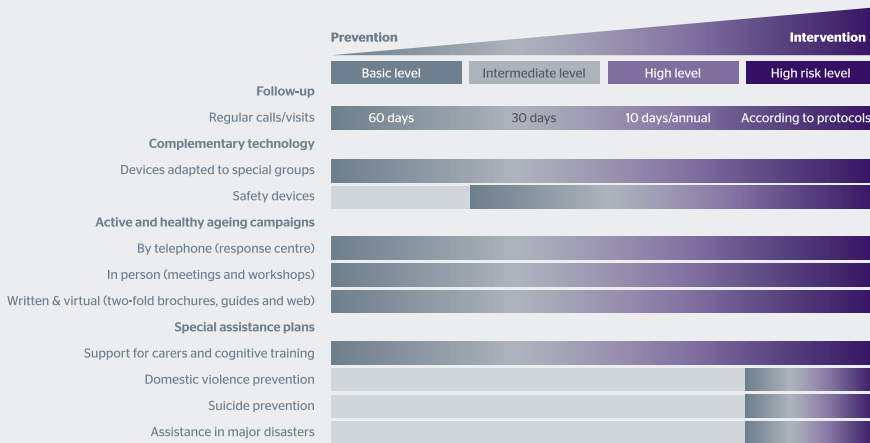 Prevention
Intervention
Basic level
Intermediate level
High level
High risk level
Follow-up
Regular calls/visits
60 days
30 days
10 days/annual
According to protocols
Complementary technology
Devices adapted to special groups
Safety devices
Active and healthy ageing campaigns
By telephone (response centre)
In person (meetings and workshops)
Written & virtual (two-fold brochures, guides and web)
Special assistance plans
Support for carers and cognitive training
Domestic violence prevention
Suicide prevention
Assistance in major disasters